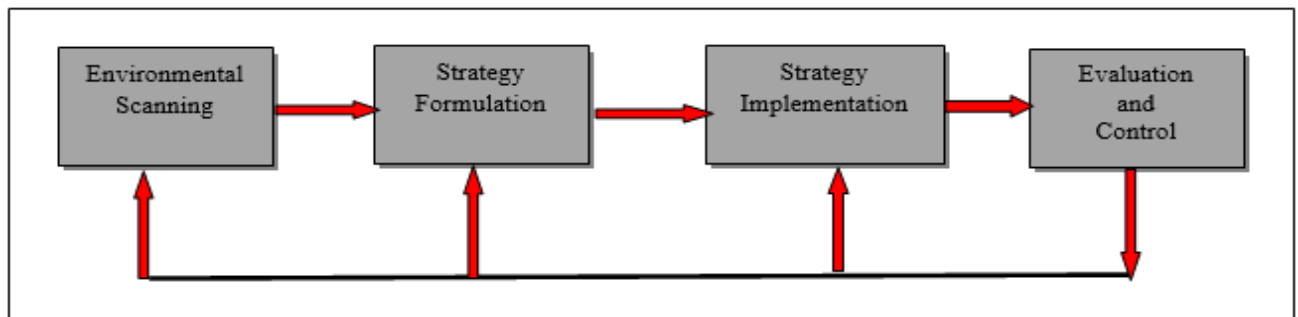 Environmental
Scanning
Strategy
Formulation
Strategy
Implementation
Evaluation
and
Control